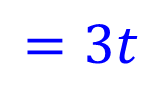 = 3t